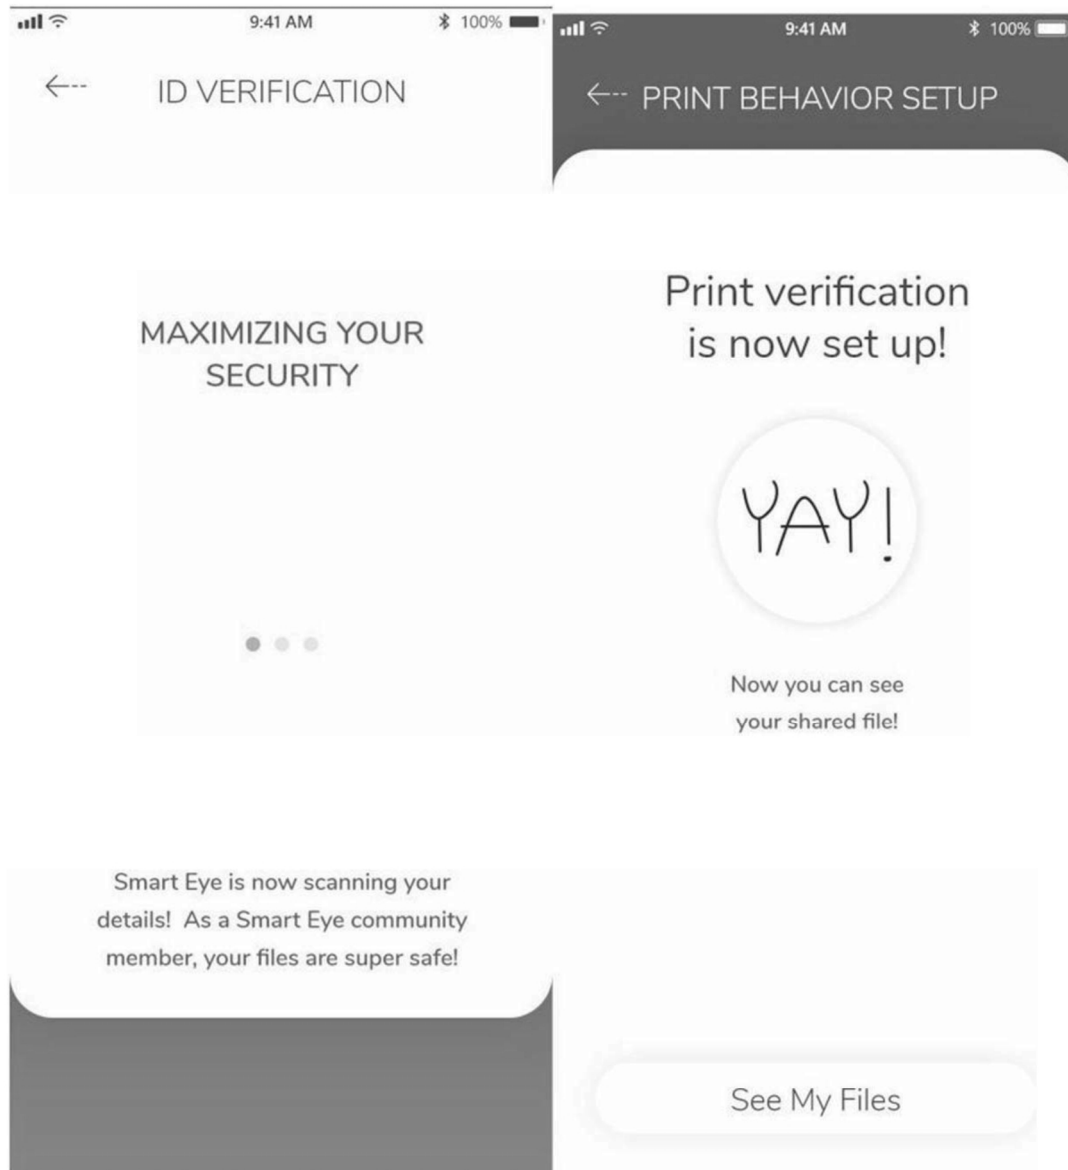 9:41 AM
100%
ID VERIFICATION
MAXIMIZING YOUR
SECURITY
Smart Eye is now scanning your
details! As a Smart Eye community
member, your files are super safe!
9:41 AM
100%
PRINT BEHAVIOR SETUP
Print verification
is now set up!
YAY!
Now you can see
your shared file!
See My Files